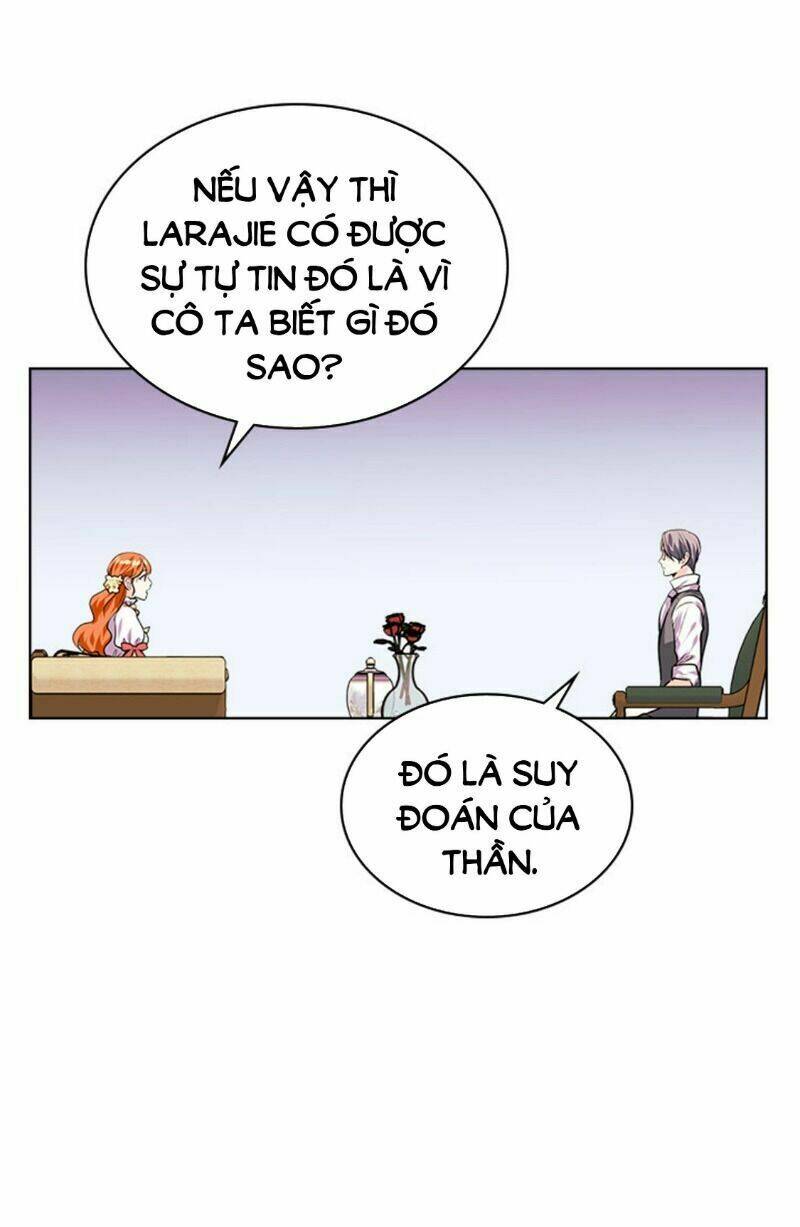 NẾU VẬY THÌ
LARAJIE CÓ ĐƯỢC
SỰ TỰ TIN ĐÓ LÀ VÌ
CÔ TA BIẾT GÌ ĐÓ
SAO?
ĐÓ LÀ SUY
ĐOÁN CỦA
THẦN.